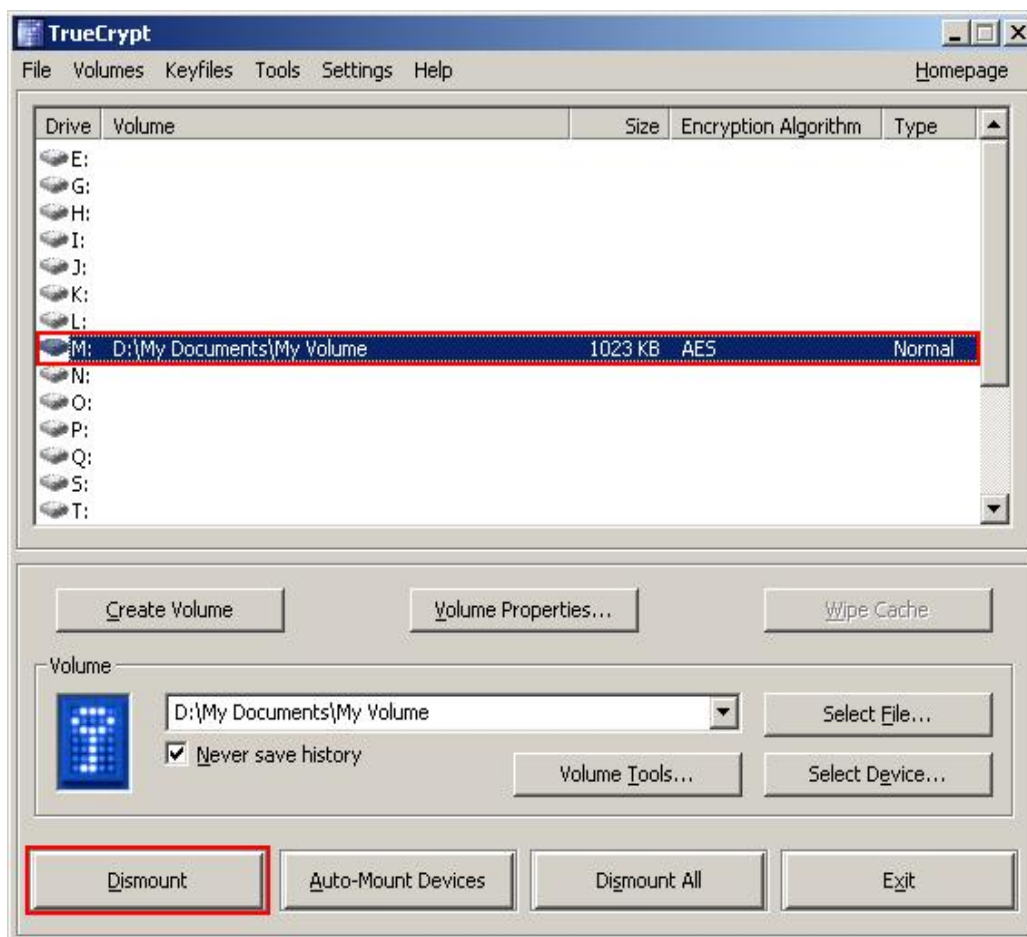 TrueCrypt
File Volumes Keyfiles Tools Settings Help Homepage
Drive Volume Size Encryption Algorithm Type
E:
G:
H:
I:
J:
K:
L:
M: D:\My Documents\My Volume 1023 KB AES Normal
N:
O:
P:
Q:
S:
T:
Create Volume Volume Properties... Wipe Cache
Volume
D:\My Documents\My Volume Select File...
Never save history
Volume Tools... Select Device...
Dismount Auto-Mount Devices Dismount All Exit